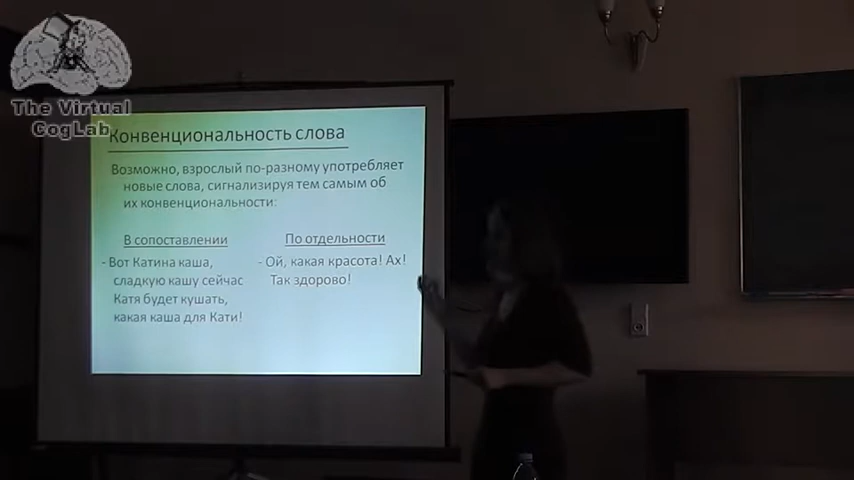 The Virtual
CogLab
Конвенциональность слова
Возможно, взрослый по-разному употребляет
новые слова, сигнализируя тем самым об
их конвенциональности:
В сопоставлении
- Вот Катина каша,
сладкую кашу сейчас
Катя будет кушать,
какая каша для Кати!
По отдельности
- Ой, какая красота! Ах!
Так здорово!